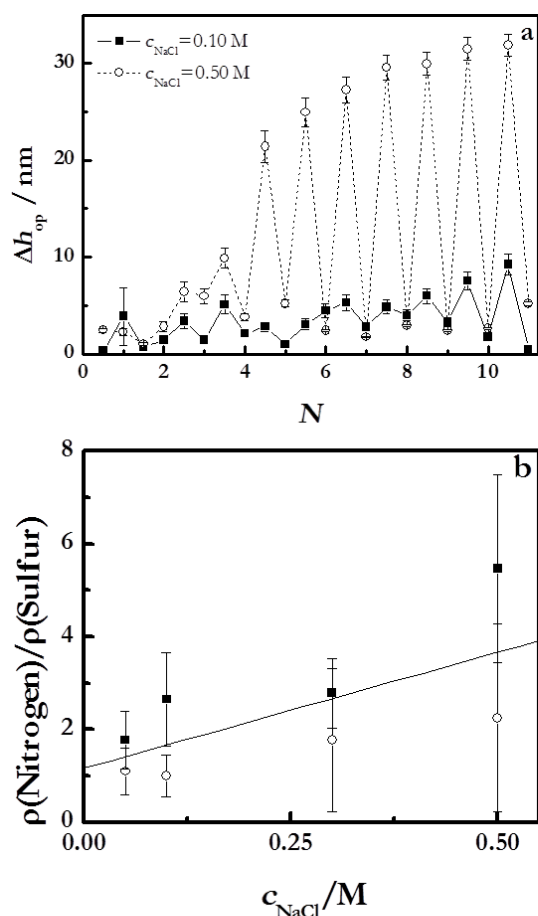 a
c_NaCl=0.10 M
c_NaCl=0.50 M
30
20
10
0
Δh_op / nm
0 2 4 6 8 10
N
b
8
6
4
2
0
ρ(Nitrogen)/ρ(Sulfur)
0.00 0.25 0.50
c_NaCl/M